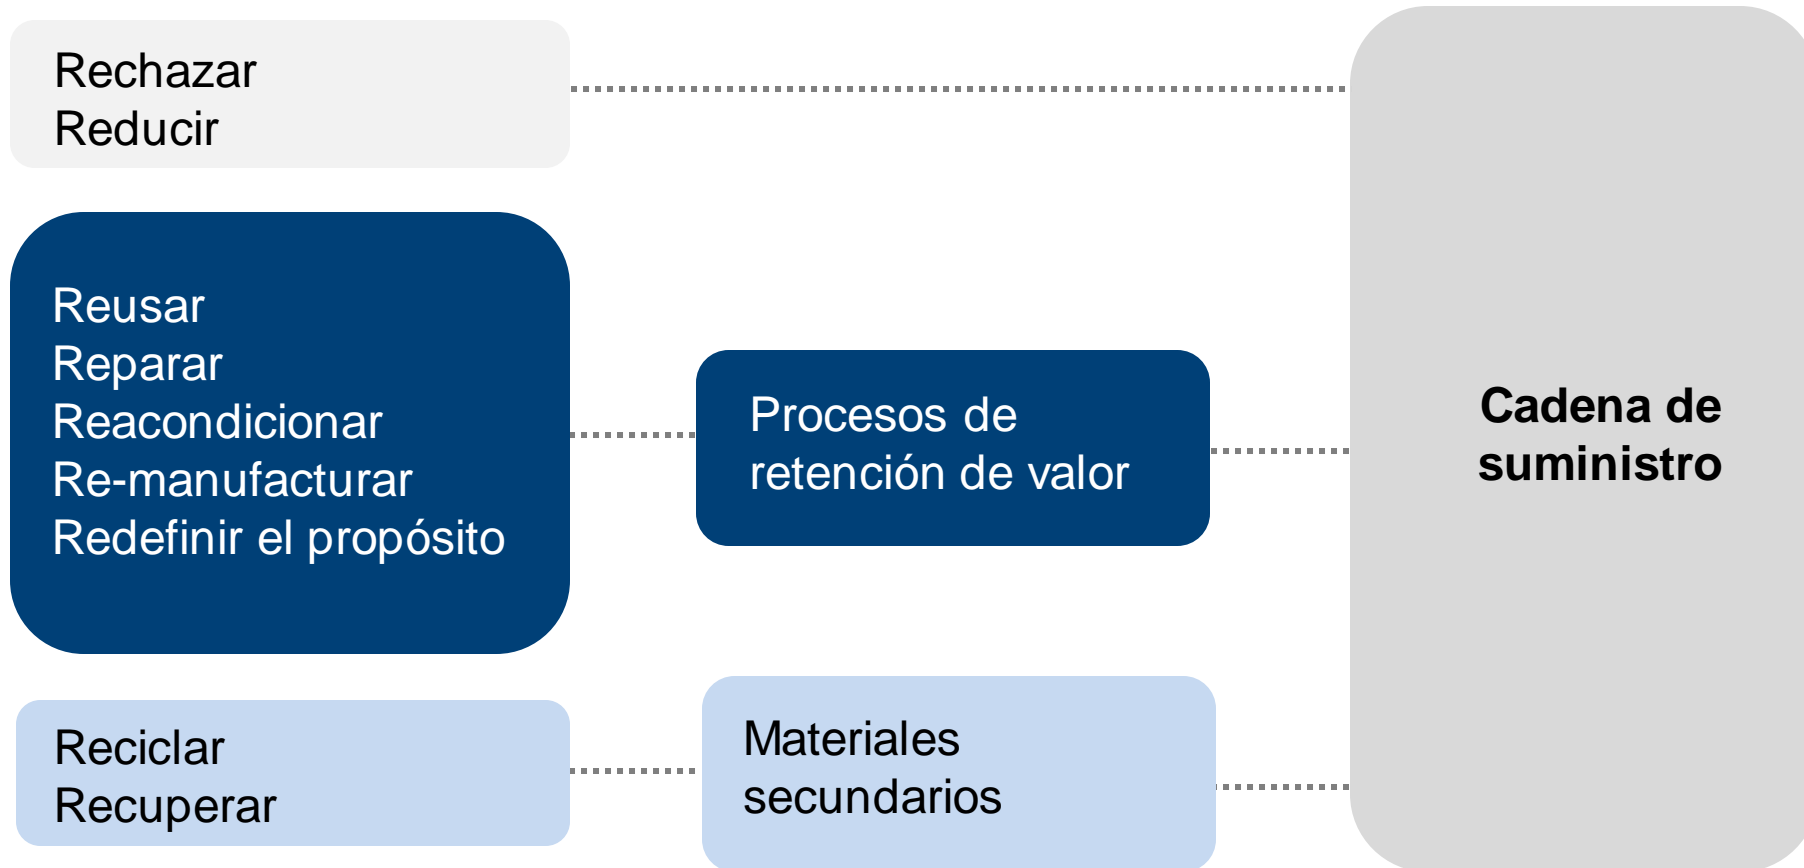 Rechazar
Reducir
Reusar
Reparar
Reacondicionar
Re-manufacturar
Redefinir el propósito
Procesos de
retención de valor
Reciclar
Recuperar
Materiales
secundarios
Cadena de
suministro